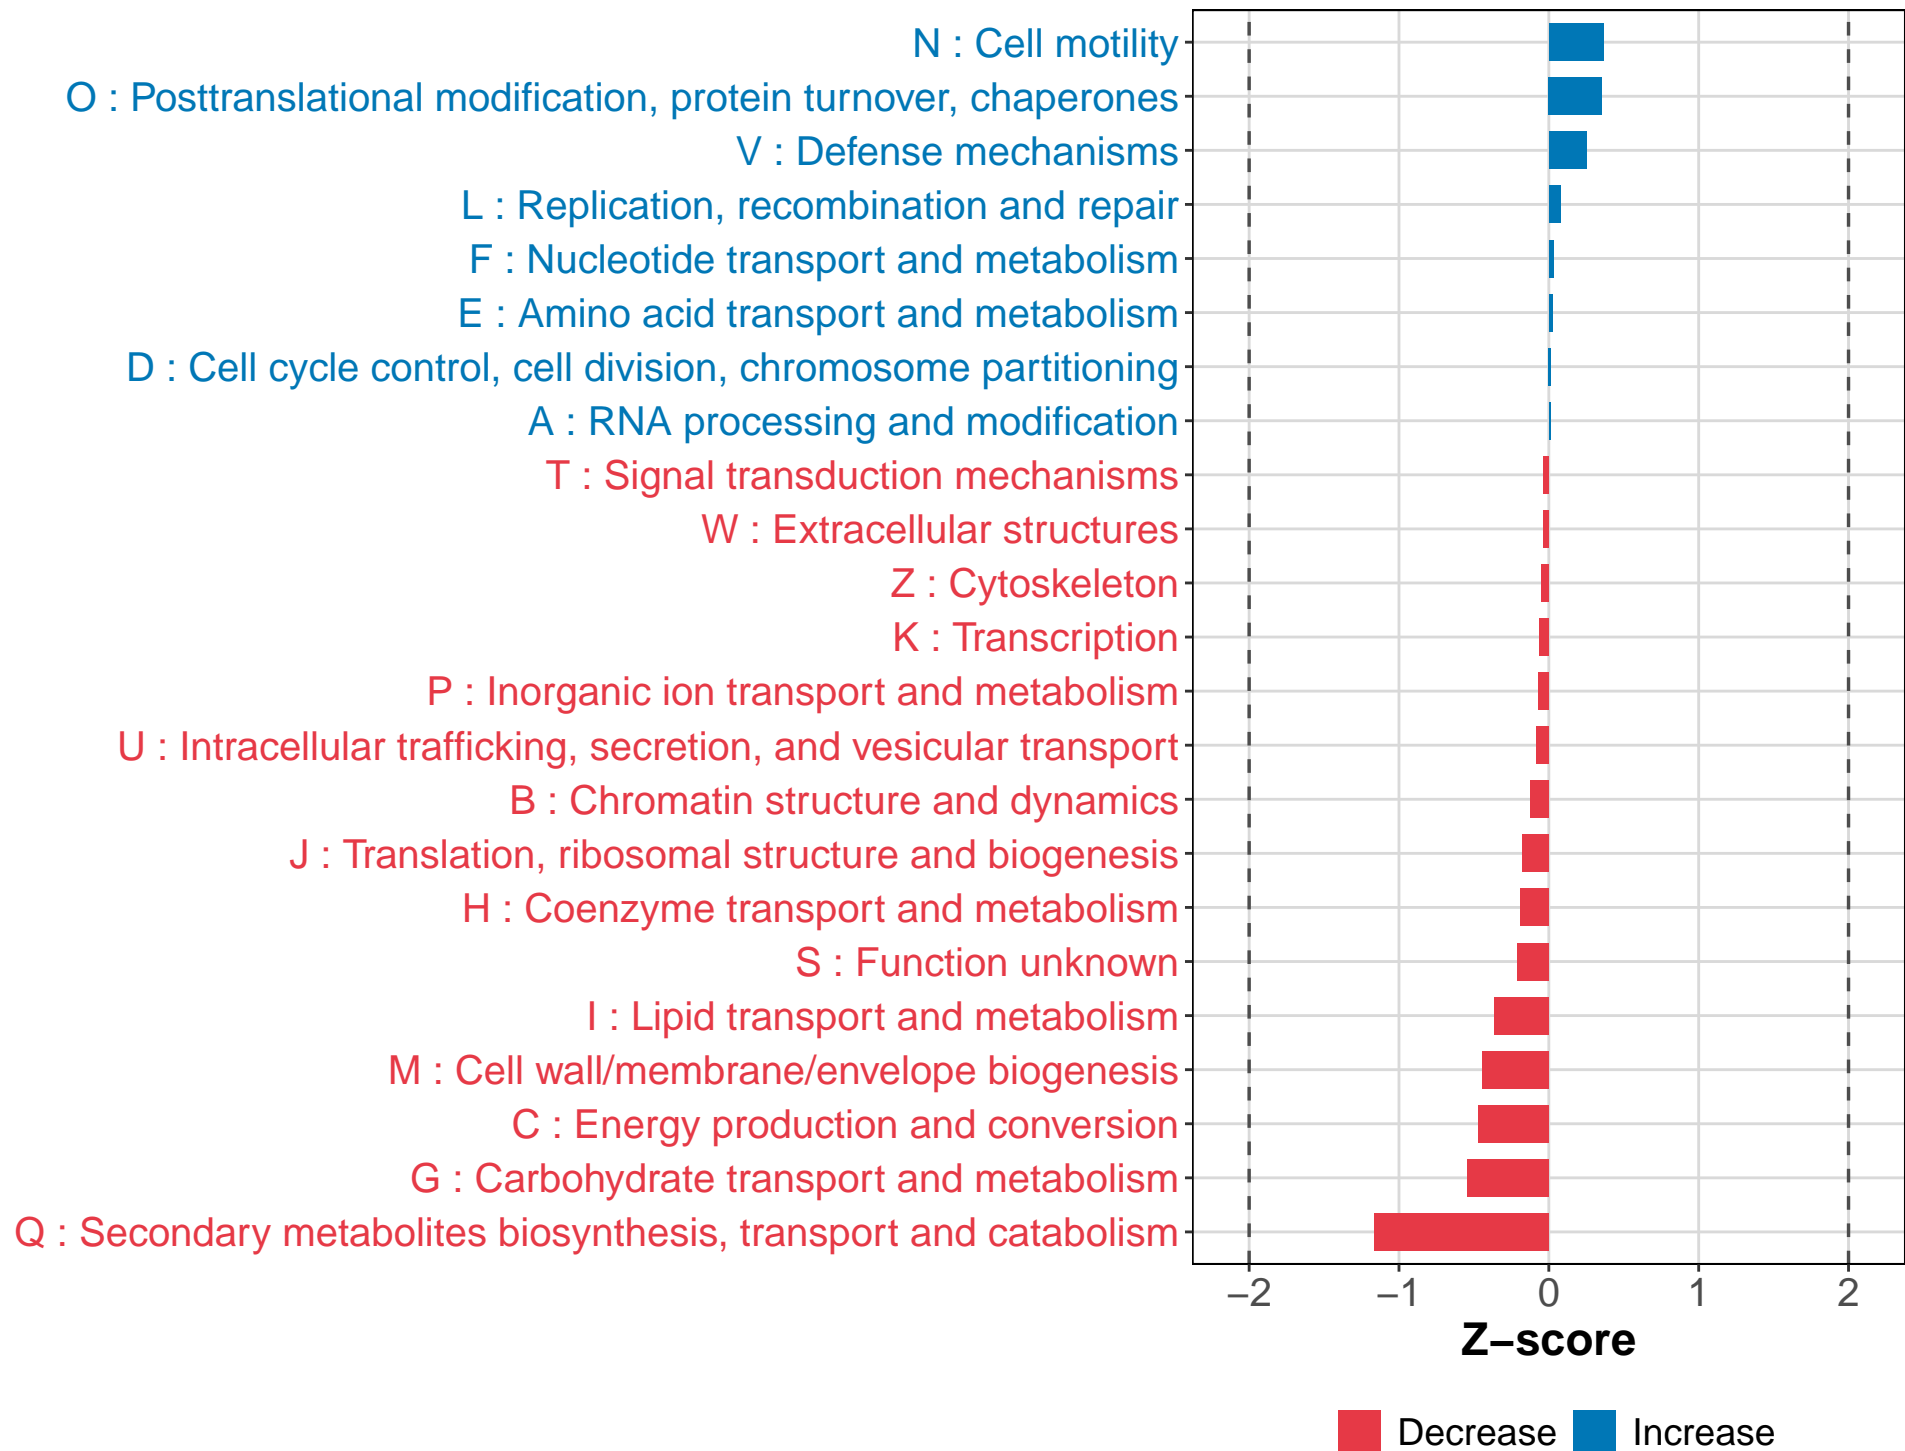 N : Cell motility
O : Posttranslational modification, protein turnover, chaperones
V : Defense mechanisms
L : Replication, recombination and repair
F : Nucleotide transport and metabolism
E : Amino acid transport and metabolism
D : Cell cycle control, cell division, chromosome partitioning
A : RNA processing and modification
T : Signal transduction mechanisms
W : Extracellular structures
Z : Cytoskeleton
K : Transcription
P : Inorganic ion transport and metabolism
U : Intracellular trafficking, secretion, and vesicular transport
B : Chromatin structure and dynamics
J : Translation, ribosomal structure and biogenesis
H : Coenzyme transport and metabolism
S : Function unknown
I : Lipid transport and metabolism
M : Cell wall/membrane/envelope biogenesis
C : Energy production and conversion
G : Carbohydrate transport and metabolism
Q : Secondary metabolites biosynthesis, transport and catabolism
−2 −1 0 1 2
Z−score
Decrease Increase